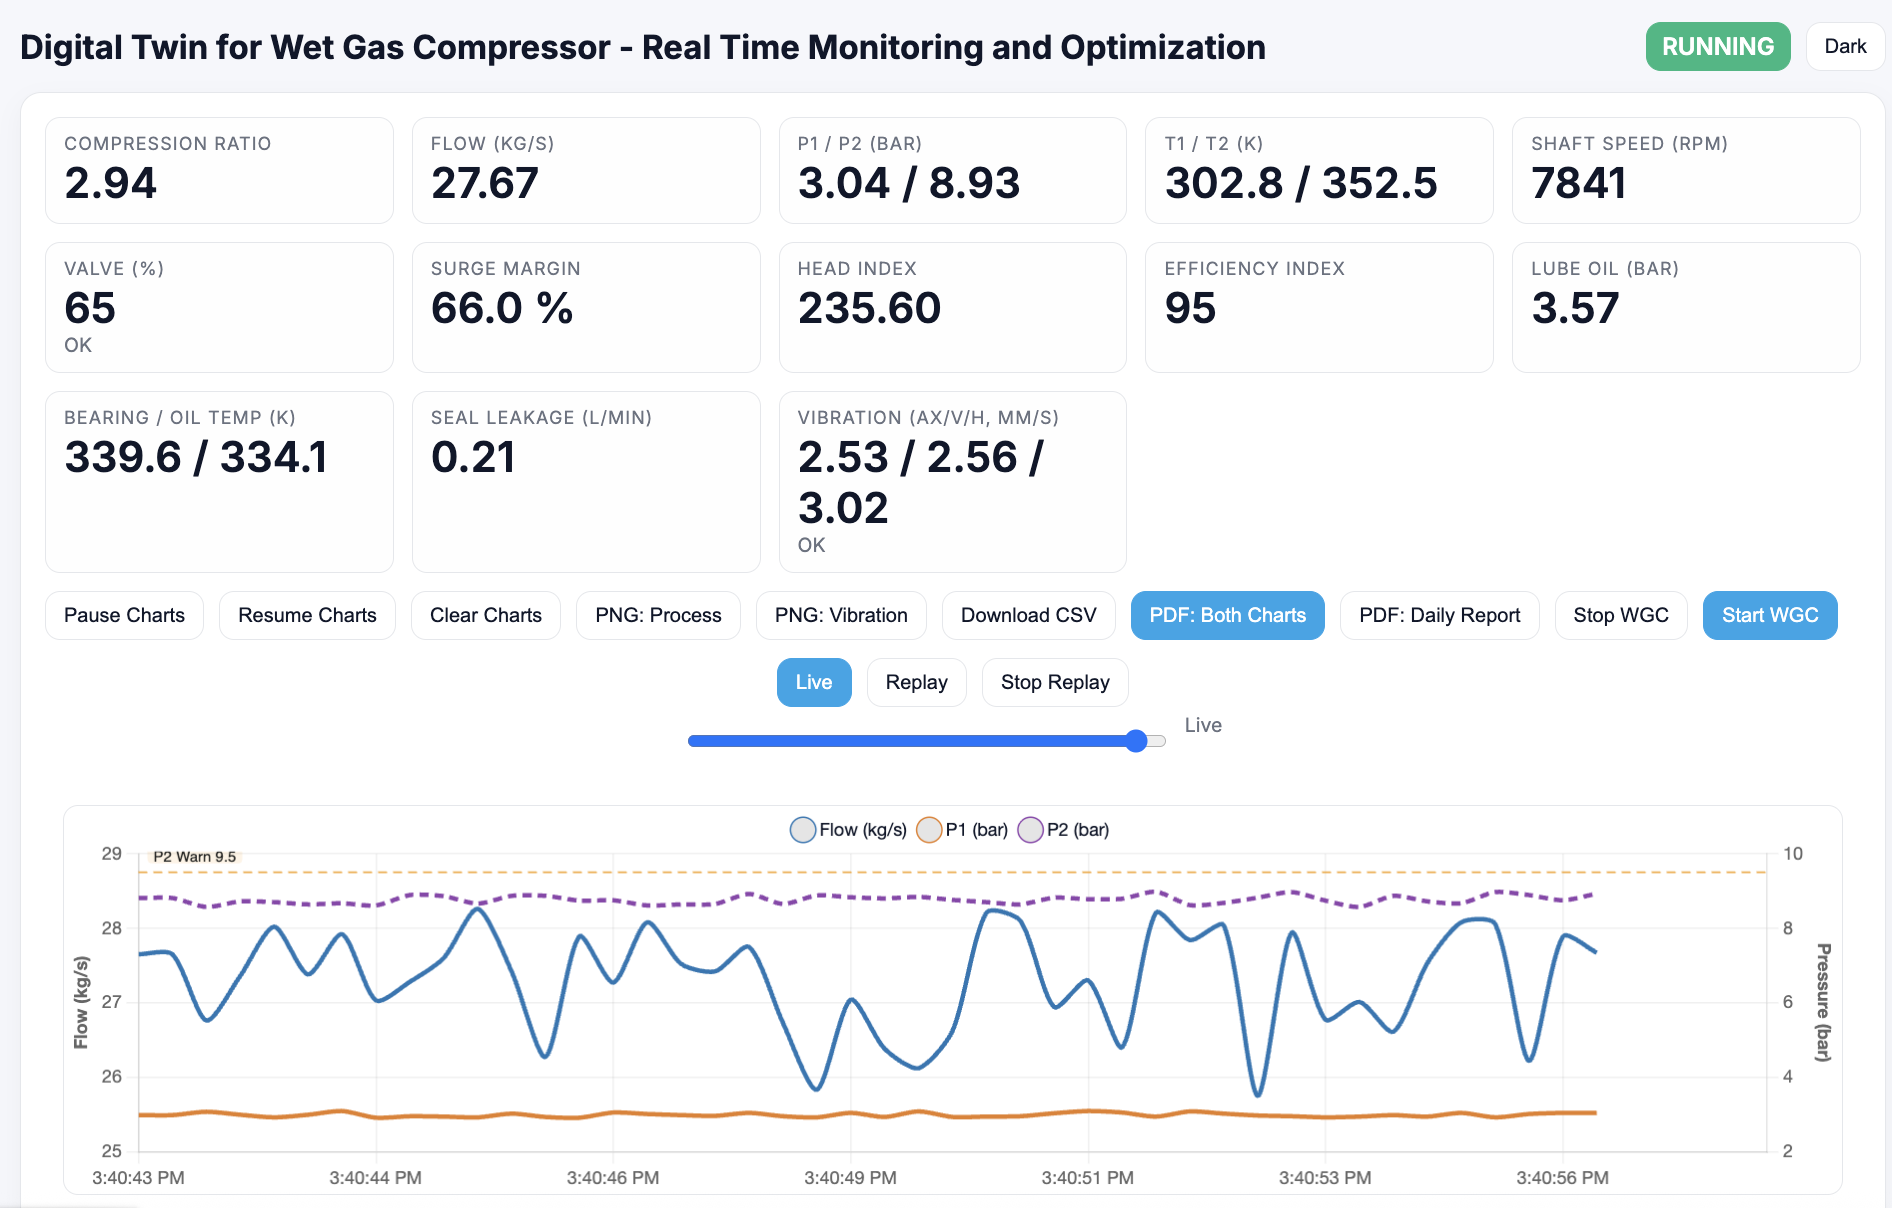 Digital Twin for Wet Gas Compressor - Real Time Monitoring and Optimization
RUNNING
Dark
COMPRESSION RATIO
2.94
FLOW (KG/S)
27.67
P1 / P2 (BAR)
3.04 / 8.93
T1 / T2 (K)
302.8 / 352.5
SHAFT SPEED (RPM)
7841
VALVE (%)
65
OK
SURGE MARGIN
66.0 %
HEAD INDEX
235.60
EFFICIENCY INDEX
95
LUBE OIL (BAR)
3.57
BEARING / OIL TEMP (K)
339.6 / 334.1
SEAL LEAKAGE (L/MIN)
0.21
VIBRATION (AX/V/H, MM/S)
2.53 / 2.56 /
3.02
OK
Pause Charts
Resume Charts
Clear Charts
PNG: Process
PNG: Vibration
Download CSV
PDF: Both Charts
PDF: Daily Report
Stop WGC
Start WGC
Live
Replay
Stop Replay
Live
Flow (kg/s)
P1 (bar)
P2 (bar)
P2 Warn 9.5
Flow (kg/s)
29
28
27
26
25
10
8
6
4
2
Pressure (bar)
3:40:43 PM
3:40:44 PM
3:40:46 PM
3:40:49 PM
3:40:51 PM
3:40:53 PM
3:40:56 PM